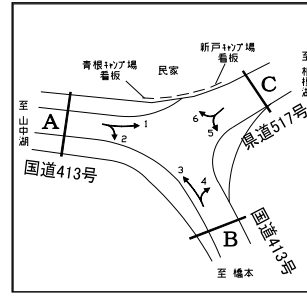 新戸ｷｬﾝﾌﾟ場
看板
青根ｷｬﾝﾌﾟ場
看板
民家
至
C
至 山中湖
A
1
2
6
5
県道517号
国道413号
3
4
国道413号
B
至 橋本